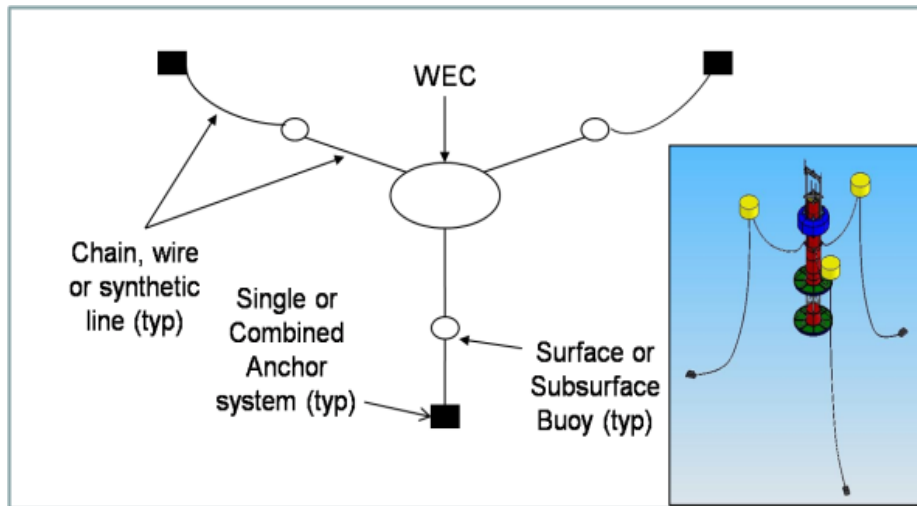 WEC
Chain, wire
or synthetic
line (typ)
Single or
Combined
Anchor
system (typ)
Surface or
Subsurface
Buoy (typ)